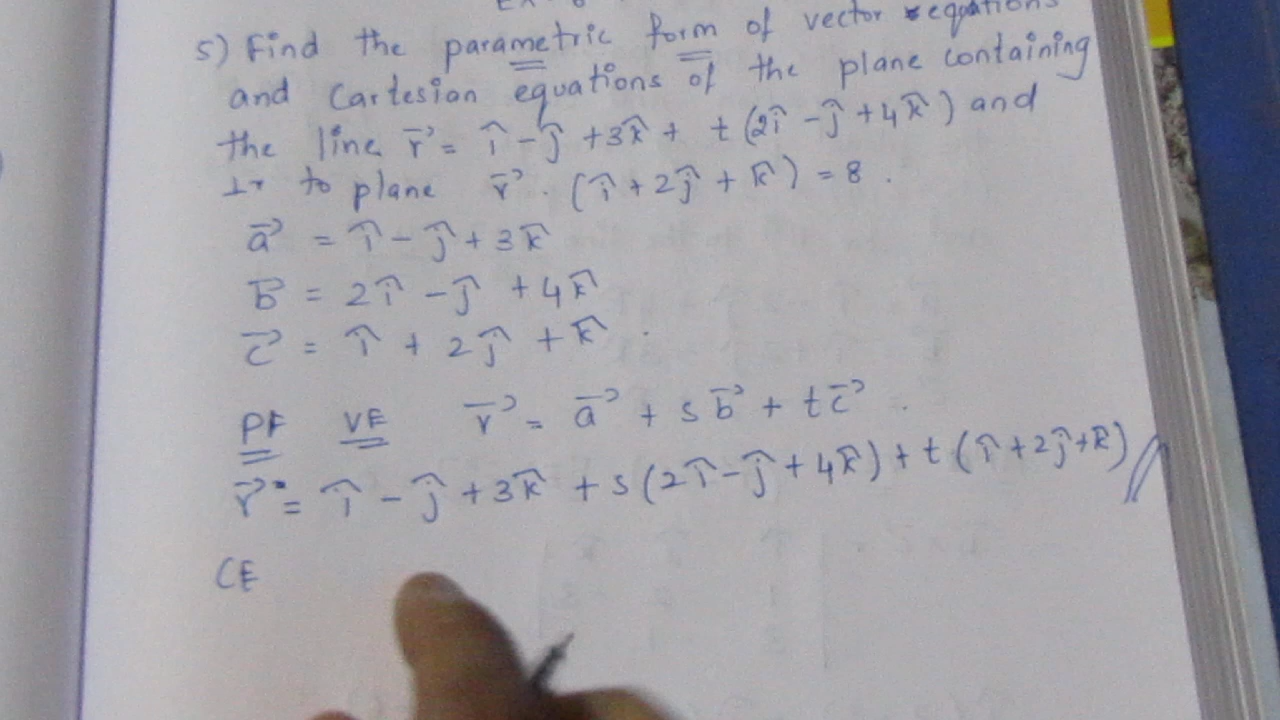 5) Find the parametric form of vector equations
and Cartesian equations of the plane containing
the line r⃗ = î - ĵ + 3k̂ + t (2î - ĵ + 4k̂) and
⊥r to plane r⃗ . (î + 2ĵ + k̂) = 8 .
a⃗ = î - ĵ + 3k̂
b⃗ = 2î - ĵ + 4k̂
c⃗ = î + 2ĵ + k̂ .
PF VE r⃗ = a⃗ + s b⃗ + t c⃗ .
r⃗ = î - ĵ + 3k̂ + s (2î - ĵ + 4k̂) + t (î + 2ĵ + k̂) //
CE